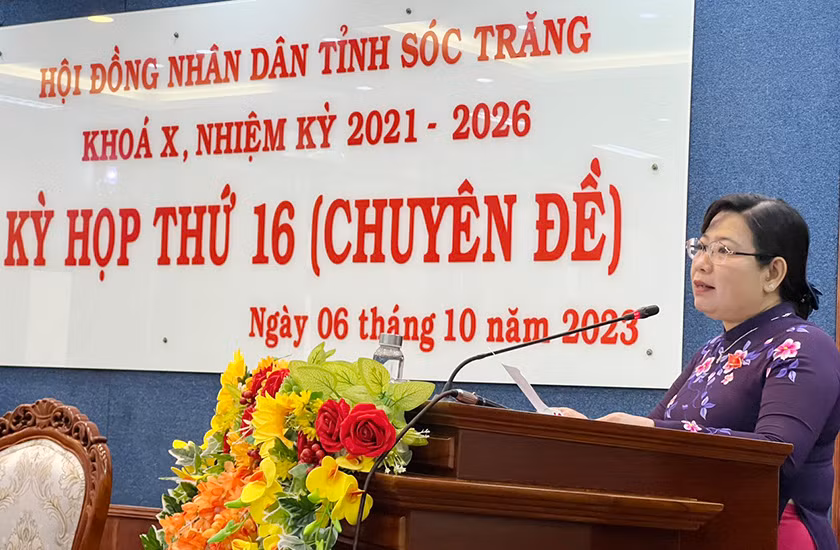 HỘI ĐỒNG NHÂN DÂN TỈNH SÓC TRĂNG
KHOÁ X, NHIỆM KỲ 2021 - 2026
KỲ HỌP THỨ 16 (CHUYÊN ĐỀ)
Ngày 06 tháng 10 năm 2023